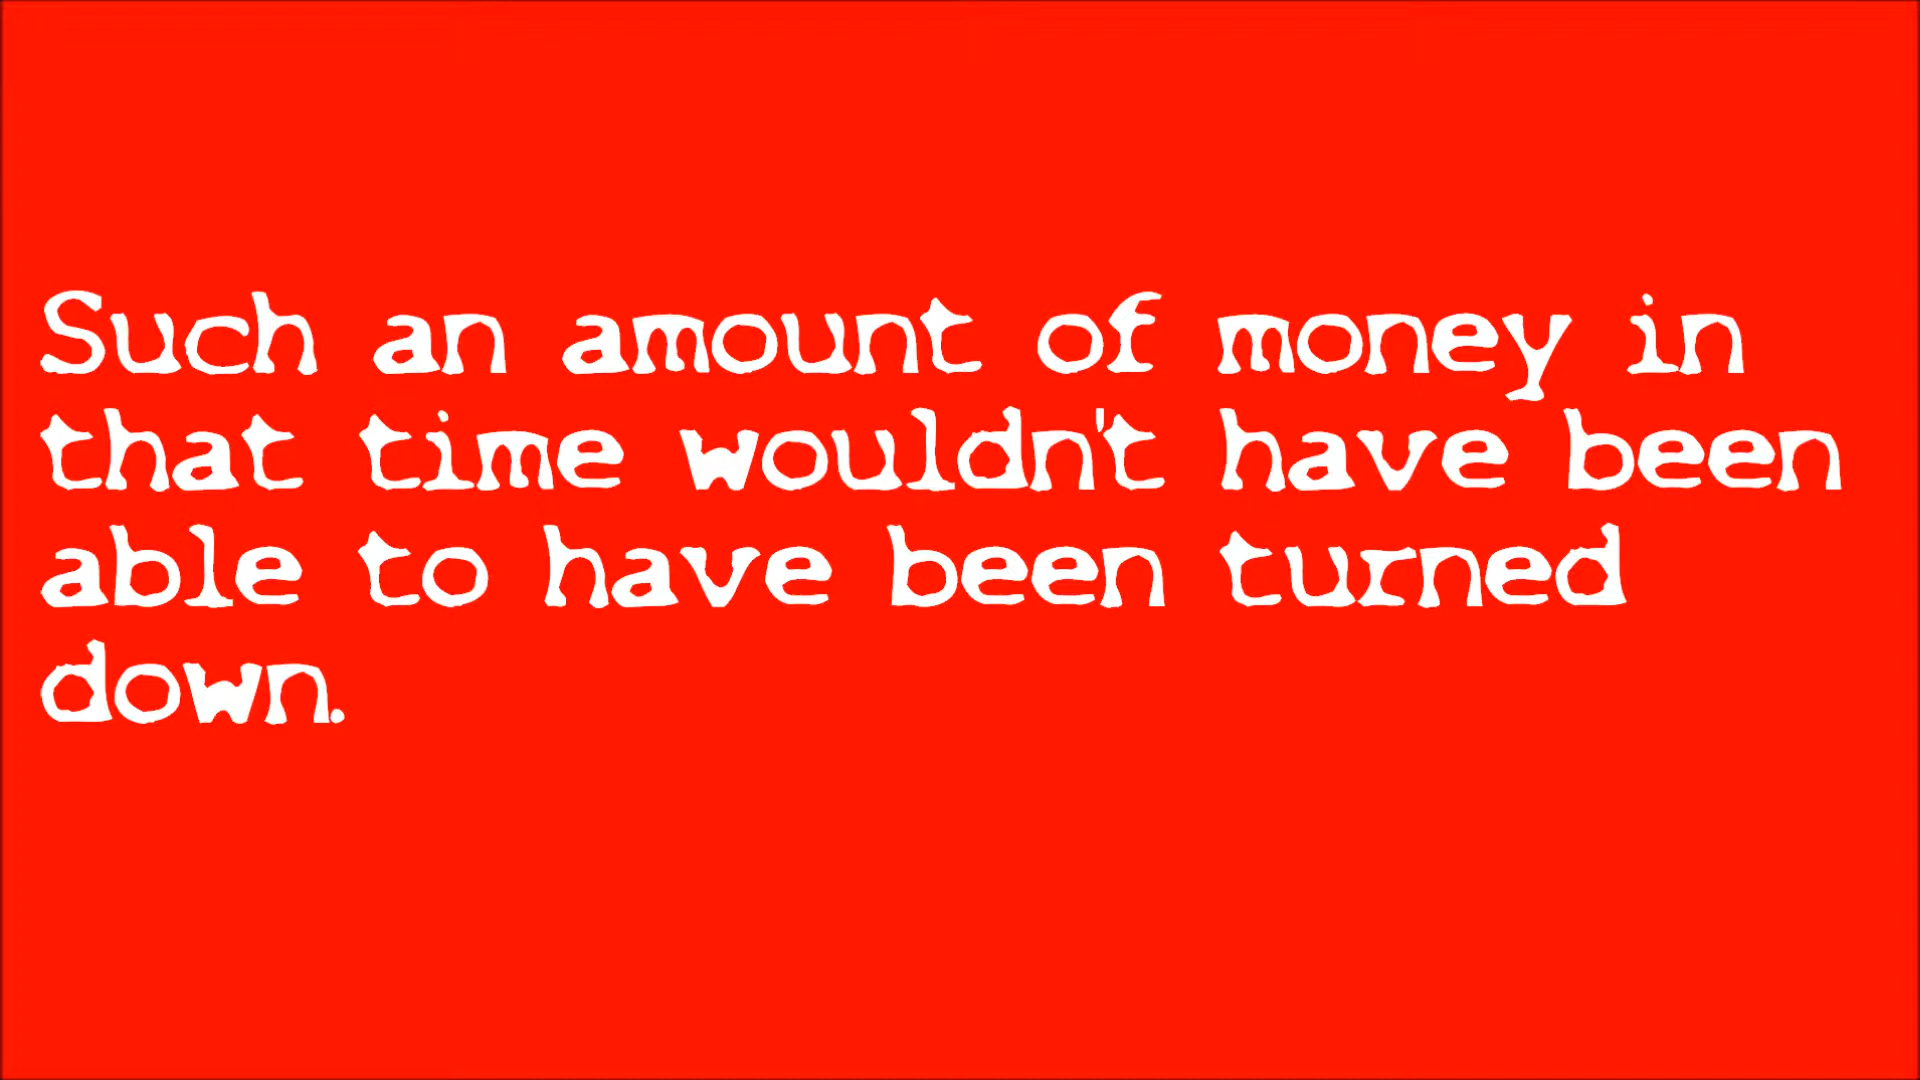 Such an amount of money in
that time wouldn't have been
able to have been turned
down.